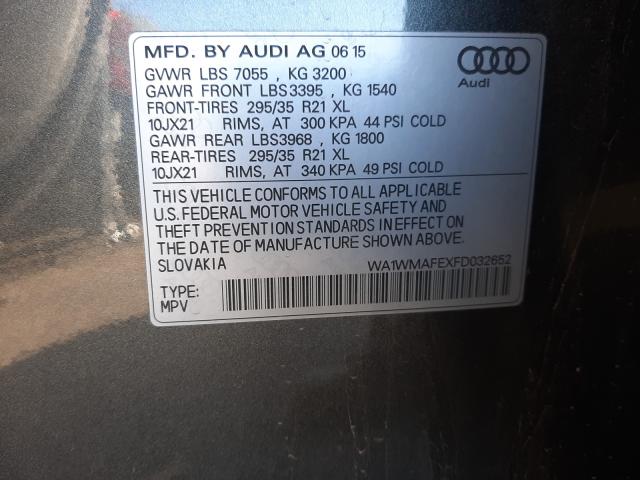 MFD. BY AUDI AG 06 15
GVWR LBS 7055 , KG 3200
GAWR FRONT LBS3395 , KG 1540
FRONT-TIRES 295/35 R21 XL
10JX21 RIMS, AT 300 KPA 44 PSI COLD
GAWR REAR LBS3968 , KG 1800
REAR-TIRES 295/35 R21 XL
10JX21 RIMS, AT 340 KPA 49 PSI COLD
Audi
THIS VEHICLE CONFORMS TO ALL APPLICABLE
U.S. FEDERAL MOTOR VEHICLE SAFETY AND
THEFT PREVENTION STANDARDS IN EFFECT ON
THE DATE OF MANUFACTURE SHOWN ABOVE.
SLOVAKIA WA1WMAFEXFD032652
TYPE:
MPV